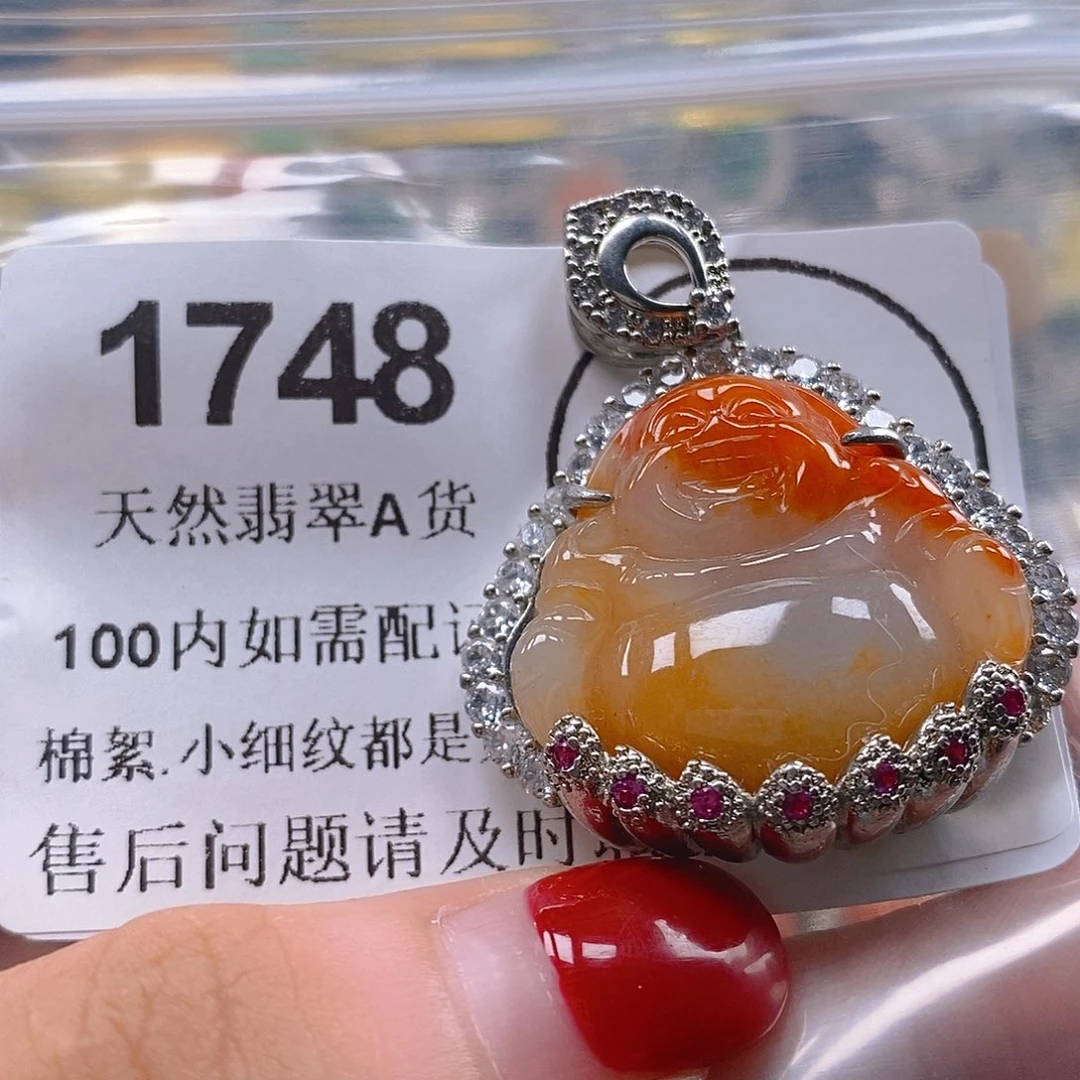 1748
天然翡翠A货
100内如需配
棉絮.小细纹都是
售后问题请及时